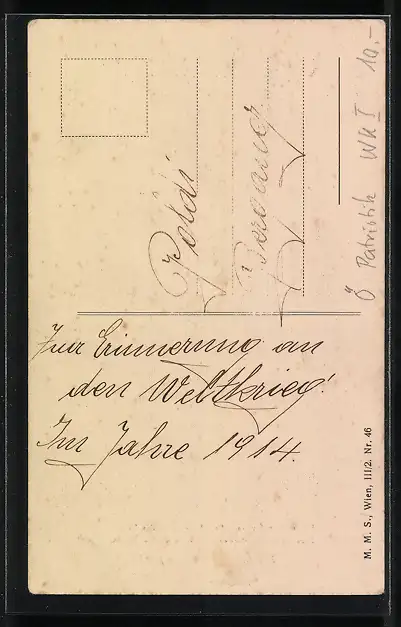 Zur Erinnerung an
den Weltkrieg!
Im Jahre 1914.
Poldi
Ö Patriotik WK I 10.-
M. M. S., Wien, III/2. Nr. 46